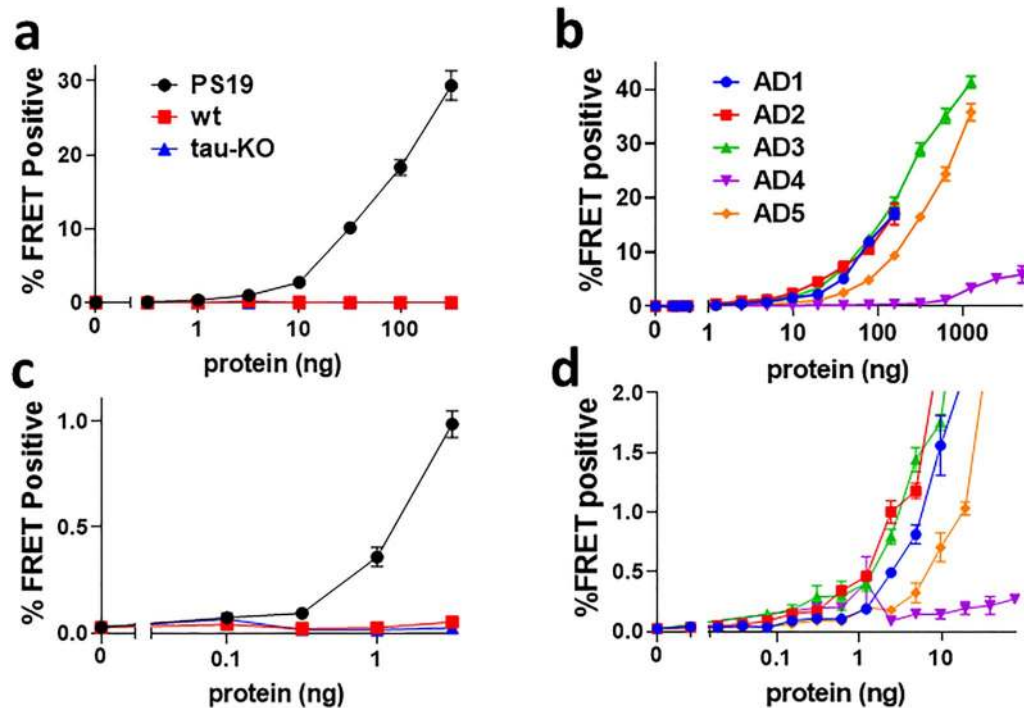 a
% FRET Positive
30
20
10
0
PS19
wt
tau-KO
0
1
10
100
protein (ng)
b
%FRET positive
40
30
20
10
0
AD1
AD2
AD3
AD4
AD5
0
1
10
100
1000
protein (ng)
c
% FRET Positive
1.0
0.5
0.0
0
0.1
1
protein (ng)
d
%FRET positive
2.0
1.5
1.0
0.5
0.0
0
0.1
1
10
protein (ng)